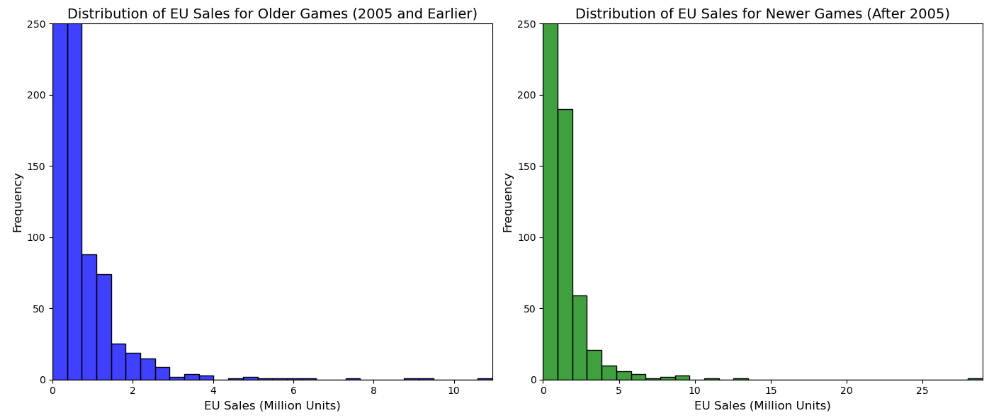 Distribution of EU Sales for Older Games (2005 and Earlier)
250
200
150
100
50
0
Frequency
0 2 4 6 8 10
EU Sales (Million Units)
Distribution of EU Sales for Newer Games (After 2005)
250
200
150
100
50
0
Frequency
0 5 10 15 20 25
EU Sales (Million Units)